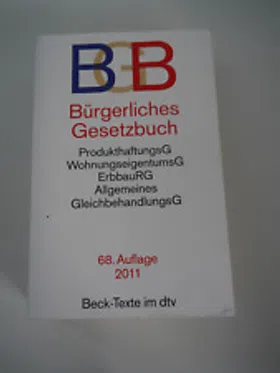 BGB
Bürgerliches
Gesetzbuch
ProdukthaftungsG
WohnungseigentumsG
ErbbauRG
Allgemeines
GleichbehandlungsG
68. Auflage
2011
Beck-Texte im dtv